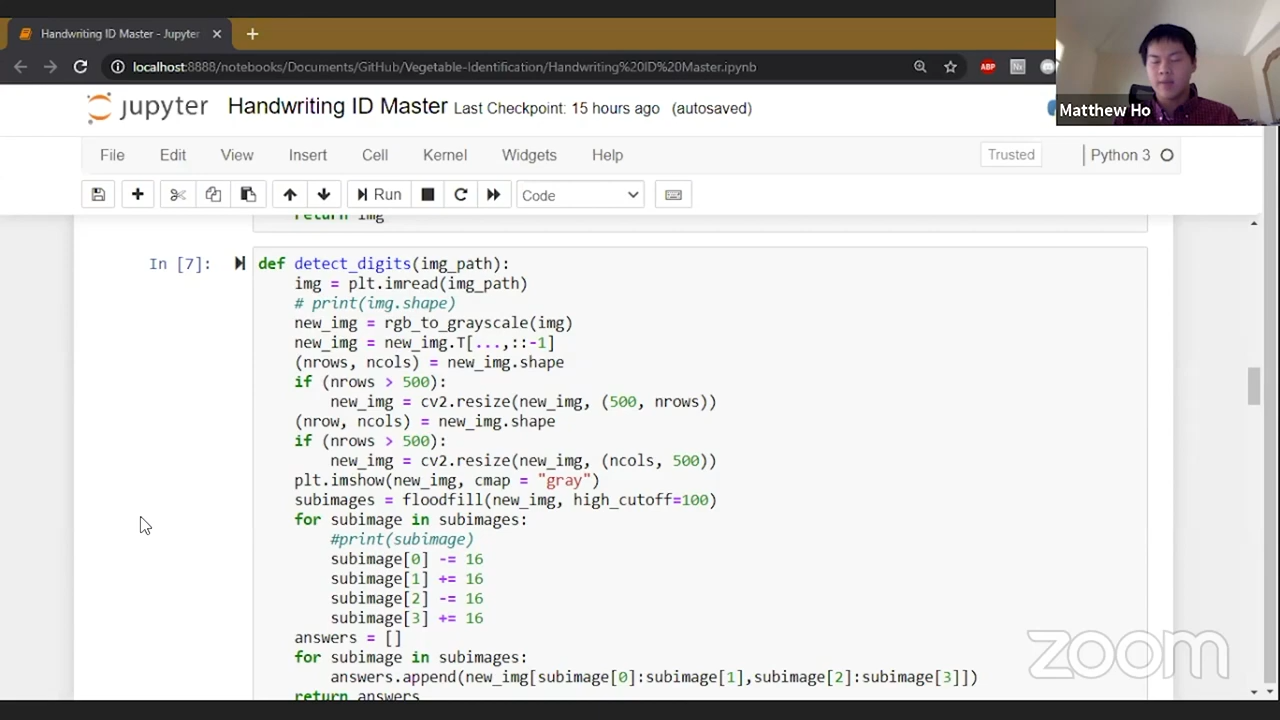 Handwriting ID Master - Jupyter
localhost:8888/notebooks/Documents/GitHub/Vegetable-Identification/Handwriting%20ID%20Master.ipynb
ABP
Matthew Ho
jupyter Handwriting ID Master Last Checkpoint: 15 hours ago (autosaved)
File Edit View Insert Cell Kernel Widgets Help Trusted Python 3
Run Code
return img
In [7]:
def detect_digits(img_path):
    img = plt.imread(img_path)
    # print(img.shape)
    new_img = rgb_to_grayscale(img)
    new_img = new_img.T[...,::-1]
    (nrows, ncols) = new_img.shape
    if (nrows > 500):
        new_img = cv2.resize(new_img, (500, nrows))
    (nrow, ncols) = new_img.shape
    if (nrows > 500):
        new_img = cv2.resize(new_img, (ncols, 500))
    plt.imshow(new_img, cmap = "gray")
    subimages = floodfill(new_img, high_cutoff=100)
    for subimage in subimages:
        #print(subimage)
        subimage[0] -= 16
        subimage[1] += 16
        subimage[2] -= 16
        subimage[3] += 16
    answers = []
    for subimage in subimages:
        answers.append(new_img[subimage[0]:subimage[1],subimage[2]:subimage[3]])
    return answers
zoom